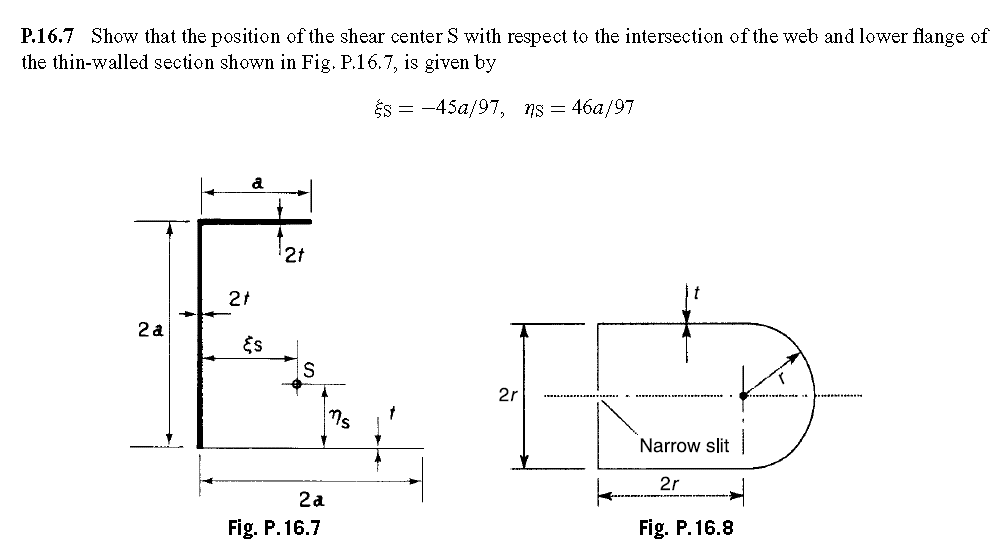 P.16.7 Show that the position of the shear center S with respect to the intersection of the web and lower flange of
the thin-walled section shown in Fig. P.16.7, is given by
ξS = −45a/97, ηS = 46a/97
a
2t
2t
2a
ξs
S
ηs
t
2a
Fig. P.16.7
t
r
2r
Narrow slit
2r
Fig. P.16.8